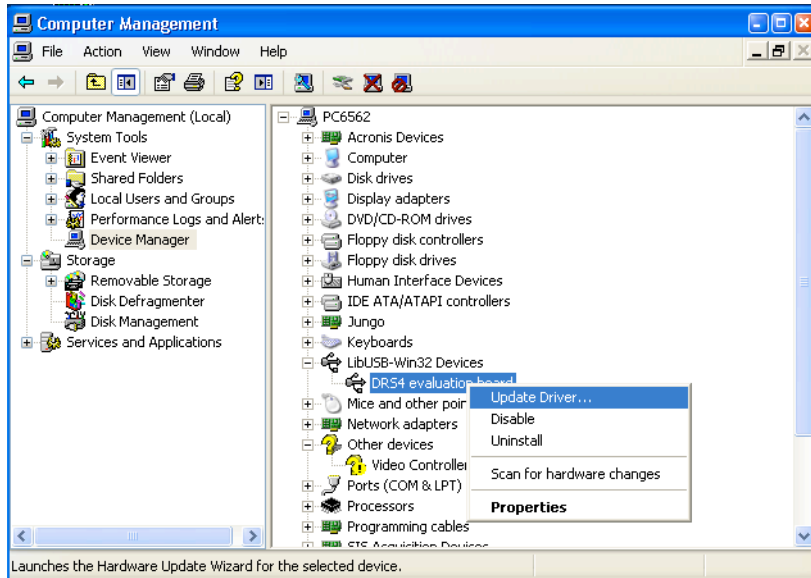 Computer Management
File Action View Window Help
Computer Management (Local)
System Tools
Event Viewer
Shared Folders
Local Users and Groups
Performance Logs and Alert
Device Manager
Storage
Removable Storage
Disk Defragmenter
Disk Management
Services and Applications
PC6562
Acronis Devices
Computer
Disk drives
Display adapters
DVD/CD-ROM drives
Floppy disk controllers
Floppy disk drives
Human Interface Devices
IDE ATA/ATAPI controllers
Jungo
Keyboards
LibUSB-Win32 Devices
DRS4 evaluation board
Mice and other poin
Network adapters
Other devices
Video Controller
Ports (COM & LPT)
Processors
Programming cables
SIS Acquisition Devices
Update Driver...
Disable
Uninstall
Scan for hardware changes
Properties
Launches the Hardware Update Wizard for the selected device.